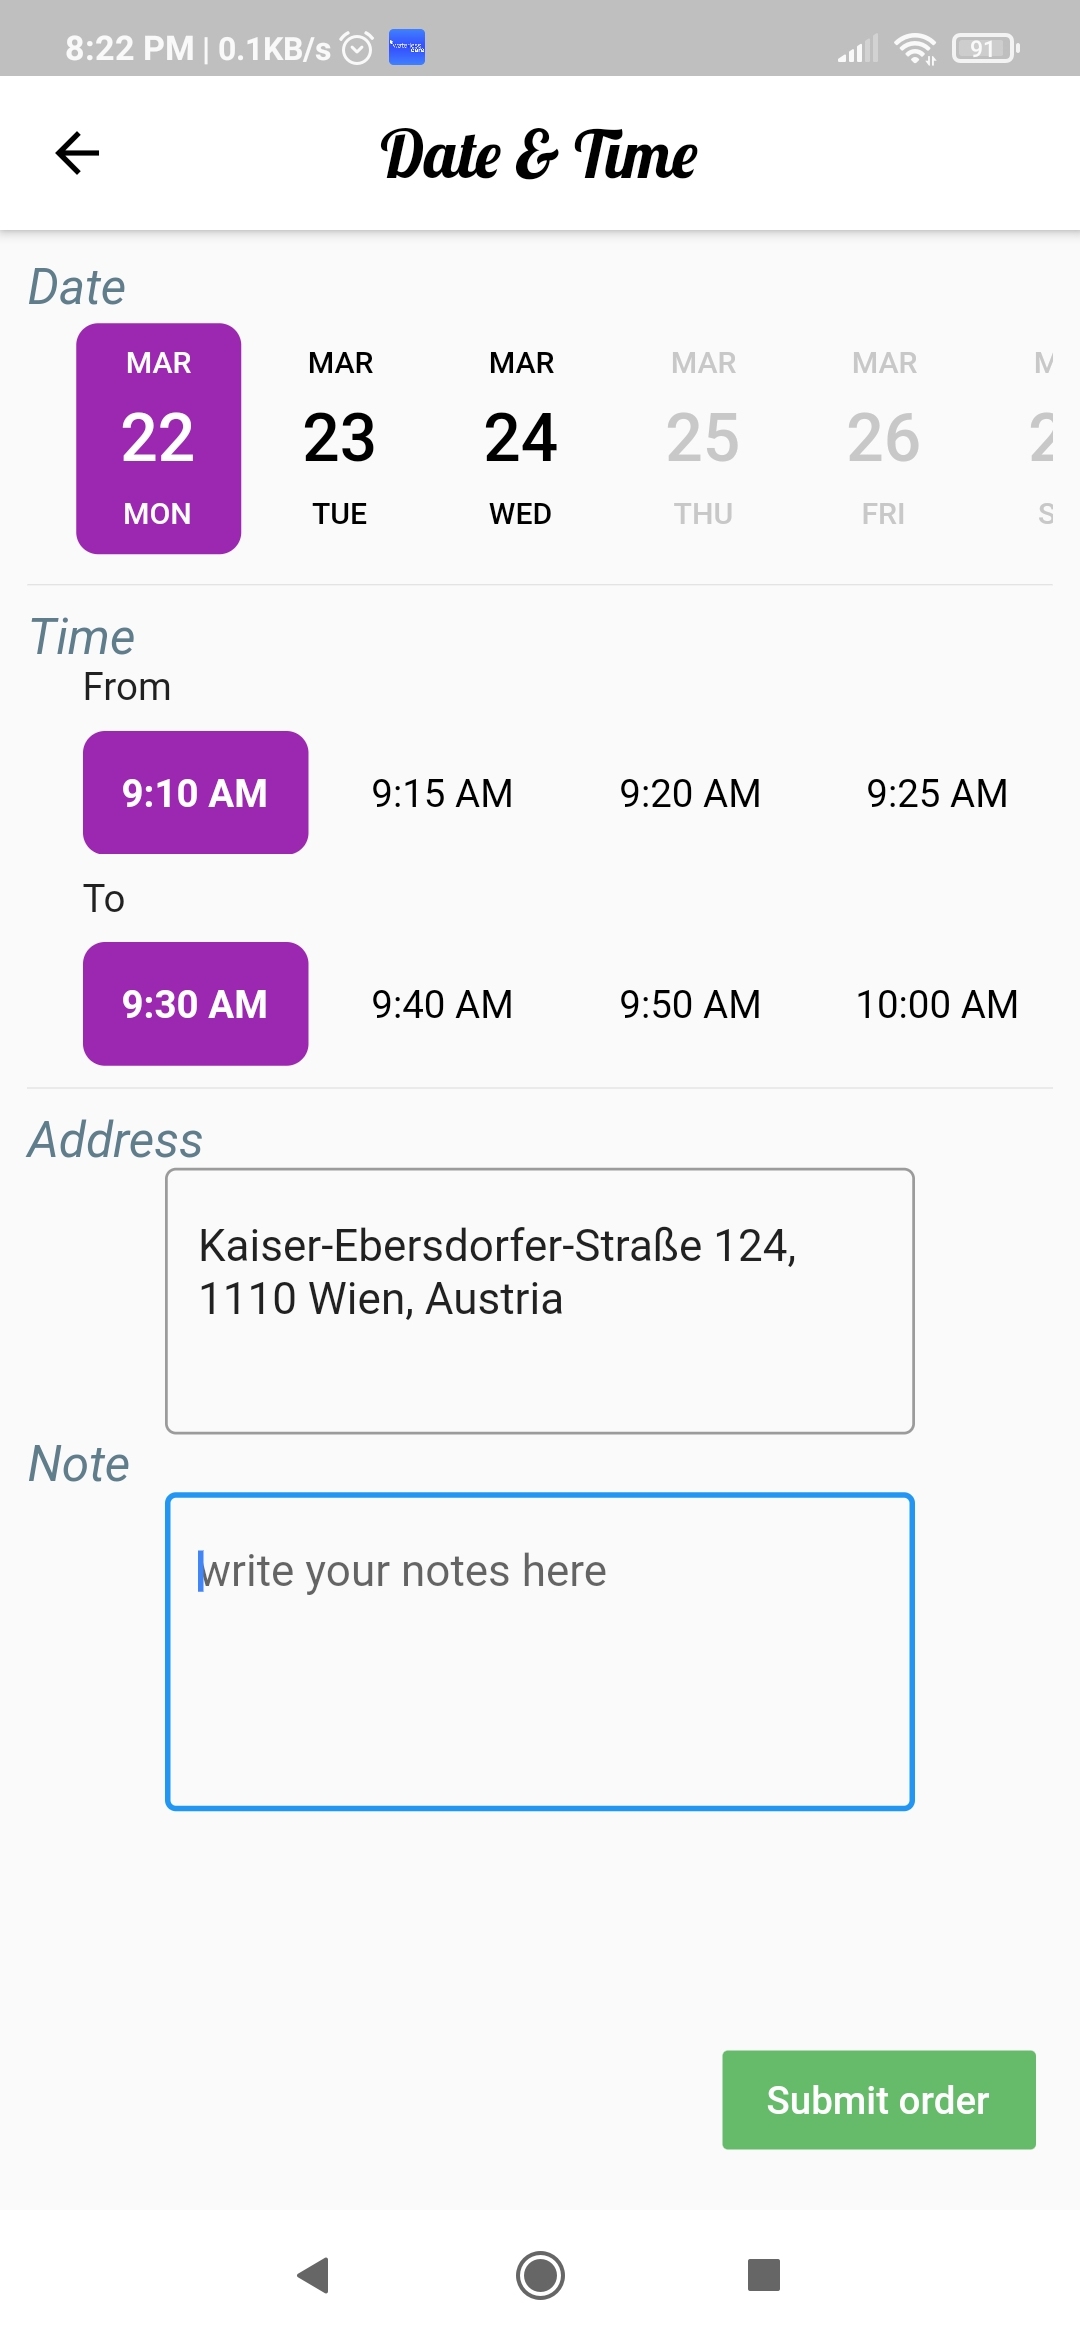 8:22 PM | 0.1KB/s
91
Date & Time
Date
MAR MAR MAR MAR MAR
22 23 24 25 26
MON TUE WED THU FRI
Time
From
9:10 AM 9:15 AM 9:20 AM 9:25 AM
To
9:30 AM 9:40 AM 9:50 AM 10:00 AM
Address
Kaiser-Ebersdorfer-Straße 124,
1110 Wien, Austria
Note
write your notes here
Submit order